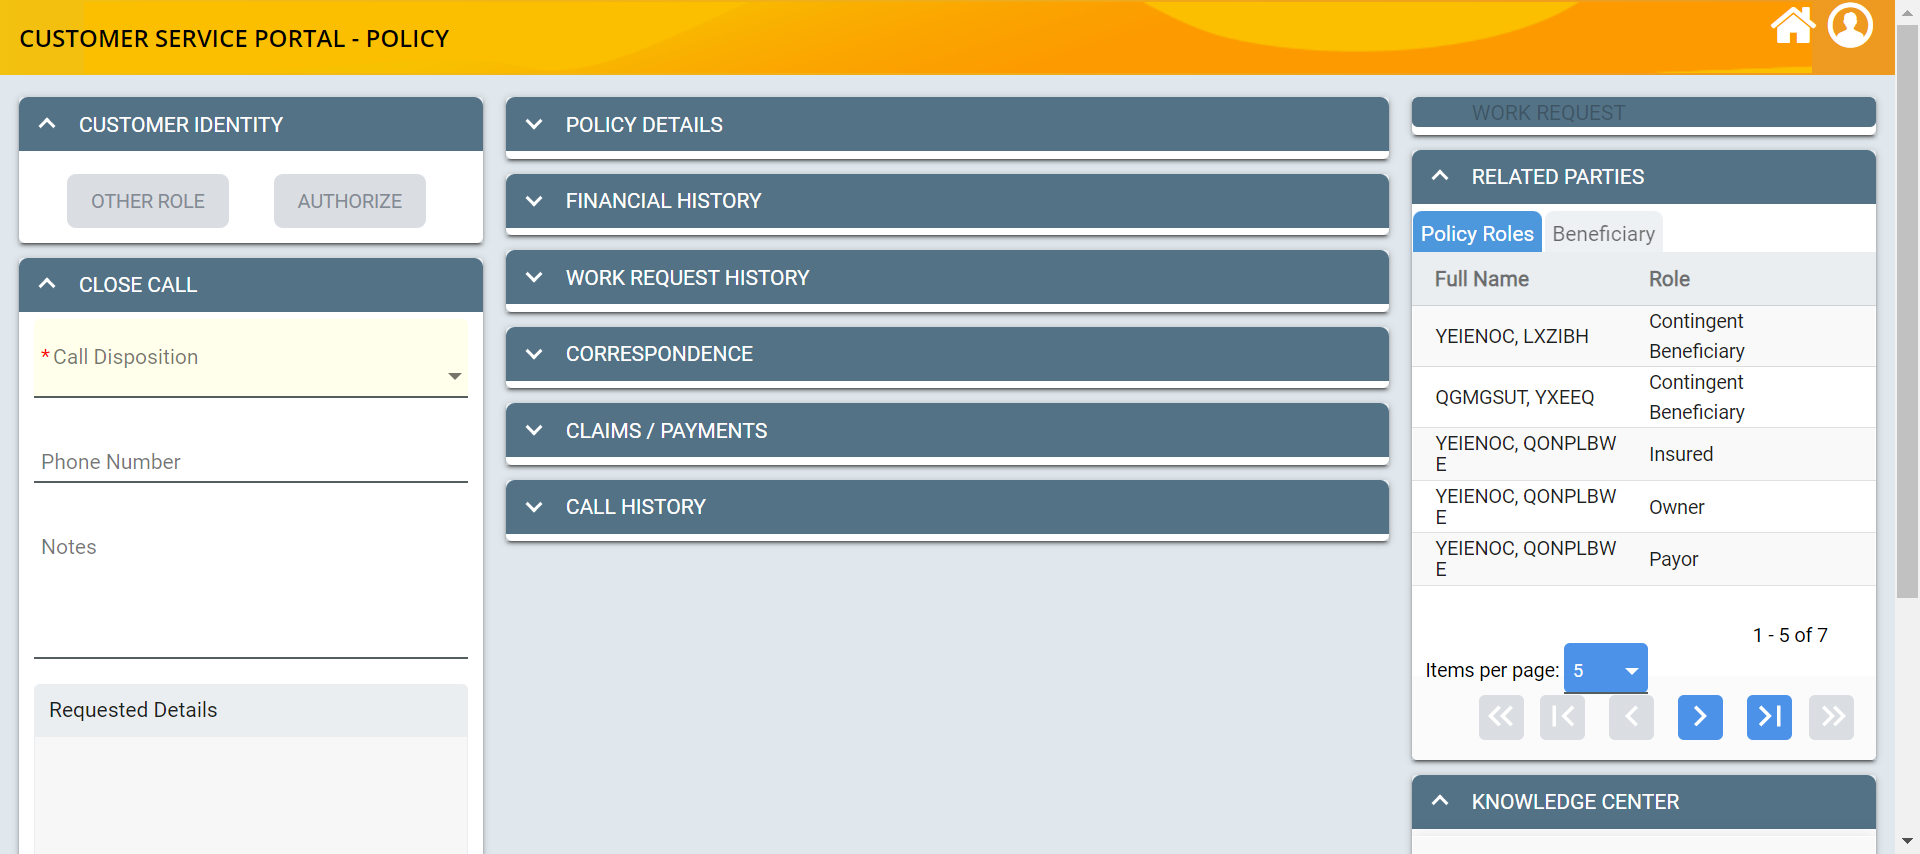 CUSTOMER SERVICE PORTAL - POLICY
CUSTOMER IDENTITY
OTHER ROLE
AUTHORIZE
CLOSE CALL
*Call Disposition
Phone Number
Notes
Requested Details
POLICY DETAILS
FINANCIAL HISTORY
WORK REQUEST HISTORY
CORRESPONDENCE
CLAIMS / PAYMENTS
CALL HISTORY
WORK REQUEST
RELATED PARTIES
Policy Roles
Beneficiary
Full Name
Role
YEIENOC, LXZIBH
Contingent
Beneficiary
QGMGSUT, YXEEQ
Contingent
Beneficiary
YEIENOC, QONPLBW
E
Insured
YEIENOC, QONPLBW
E
Owner
YEIENOC, QONPLBW
E
Payor
1 - 5 of 7
Items per page: 5
KNOWLEDGE CENTER